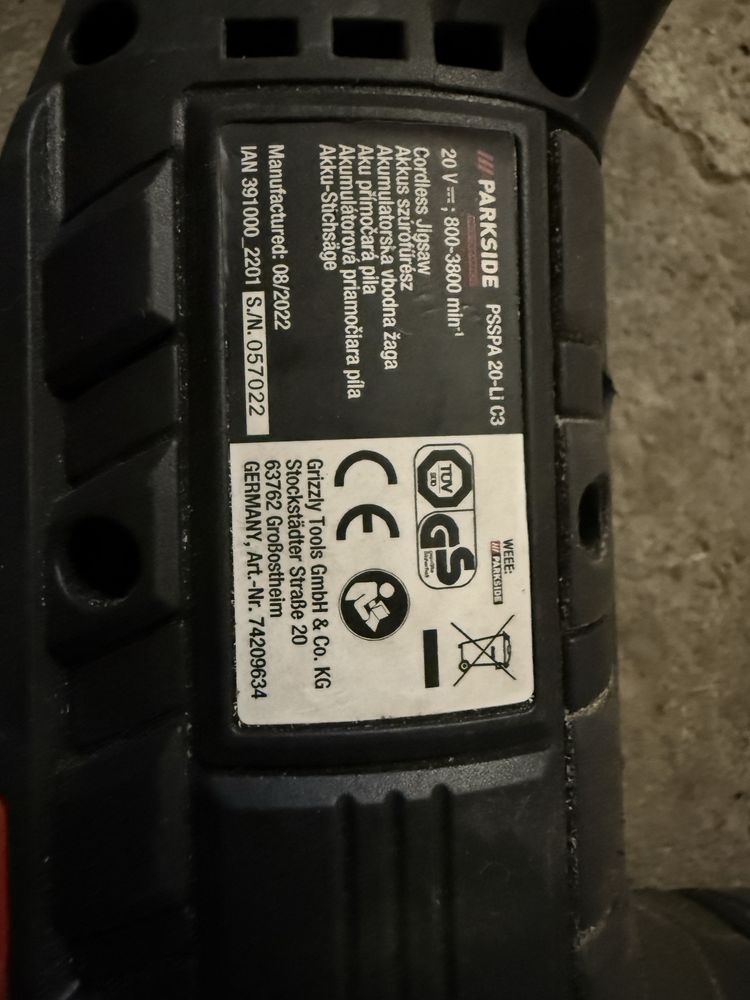 PARKSIDE PSSPA 20-Li C3
20 V ⎓; 800-3800 min⁻¹
Cordless Jigsaw
Akkus szúrófűrész
Akumulatorska vbodna žaga
Aku přímočará pila
Akumulátorová priamočiara píla
Akku-Stichsäge
Manufactured: 08/2022
IAN 391000_2201 S./N. 057022
WEEE:
PARKSIDE
TÜV
SÜD
GS
CE
Grizzly Tools GmbH & Co. KG
Stockstädter Straße 20
63762 Großostheim
GERMANY, Art.-Nr. 74209634